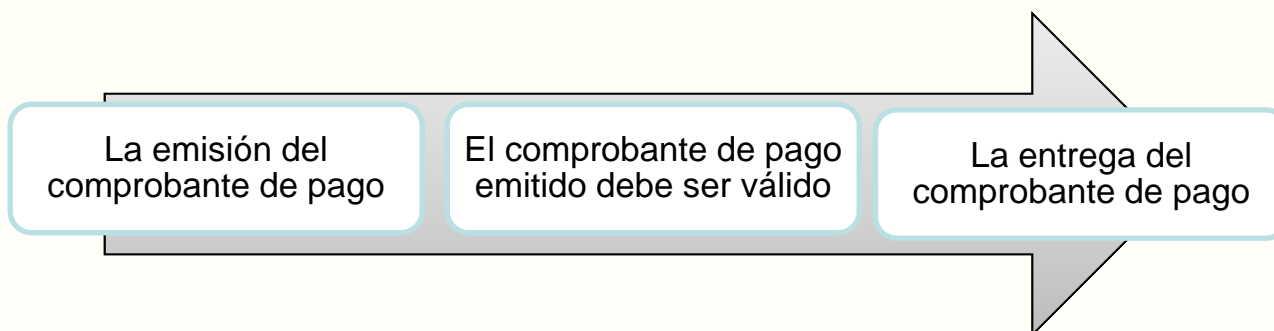 La emisión del
comprobante de pago
El comprobante de pago
emitido debe ser válido
La entrega del
comprobante de pago